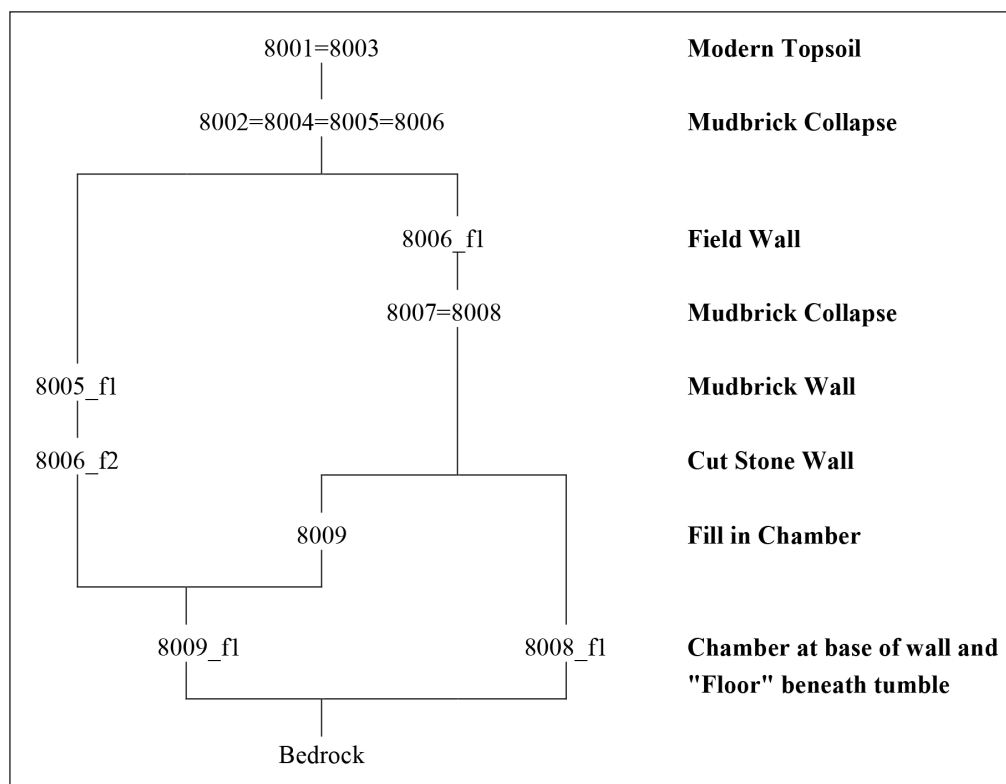 8001=8003 Modern Topsoil
8002=8004=8005=8006 Mudbrick Collapse
8006_f1 Field Wall
8007=8008 Mudbrick Collapse
8005_f1 Mudbrick Wall
8006_f2 Cut Stone Wall
8009 Fill in Chamber
8009_f1 8008_f1 Chamber at base of wall and
"Floor" beneath tumble
Bedrock